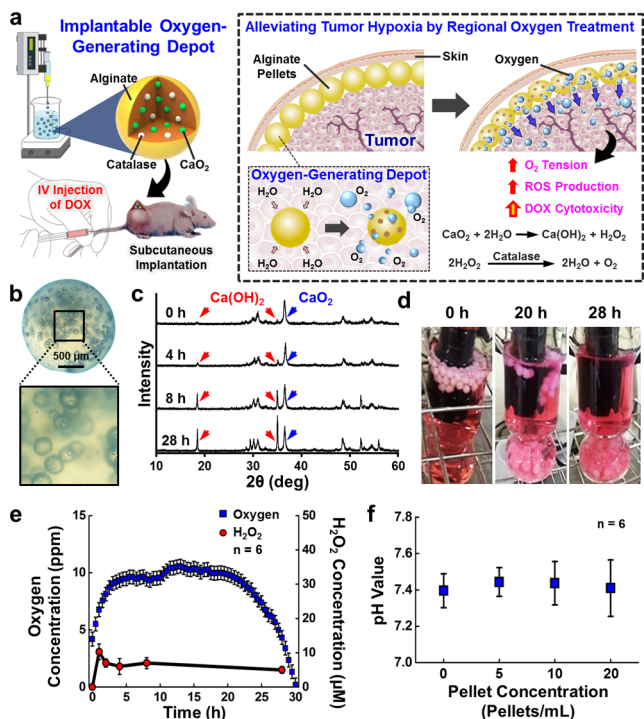 a
Implantable Oxygen-
Generating Depot
Alginate
Catalase
CaO₂
IV Injection
of DOX
Subcutaneous
Implantation
Alleviating Tumor Hypoxia by Regional Oxygen Treatment
Alginate
Pellets
Skin
Oxygen
Tumor
Oxygen-Generating Depot
H₂O
H₂O
H₂O
H₂O
O₂
O₂
O₂
O₂ Tension
ROS Production
DOX Cytotoxicity
CaO₂ + 2H₂O → Ca(OH)₂ + H₂O₂
Catalase
2H₂O₂ → 2H₂O + O₂
b
500 µm
c
Ca(OH)₂
CaO₂
0 h
4 h
8 h
28 h
Intensity
10 20 30 40 50 60
2θ (deg)
d
0 h 20 h 28 h
e
Oxygen
H₂O₂
n = 6
Oxygen
Concentration (ppm)
15
10
5
0
H₂O₂ Concentration (µM)
50
40
30
20
10
0
0 5 10 15 20 25 30
Time (h)
f
n = 6
pH Value
7.8
7.6
7.4
7.2
7.0
0 5 10 20
Pellet Concentration
(Pellets/mL)